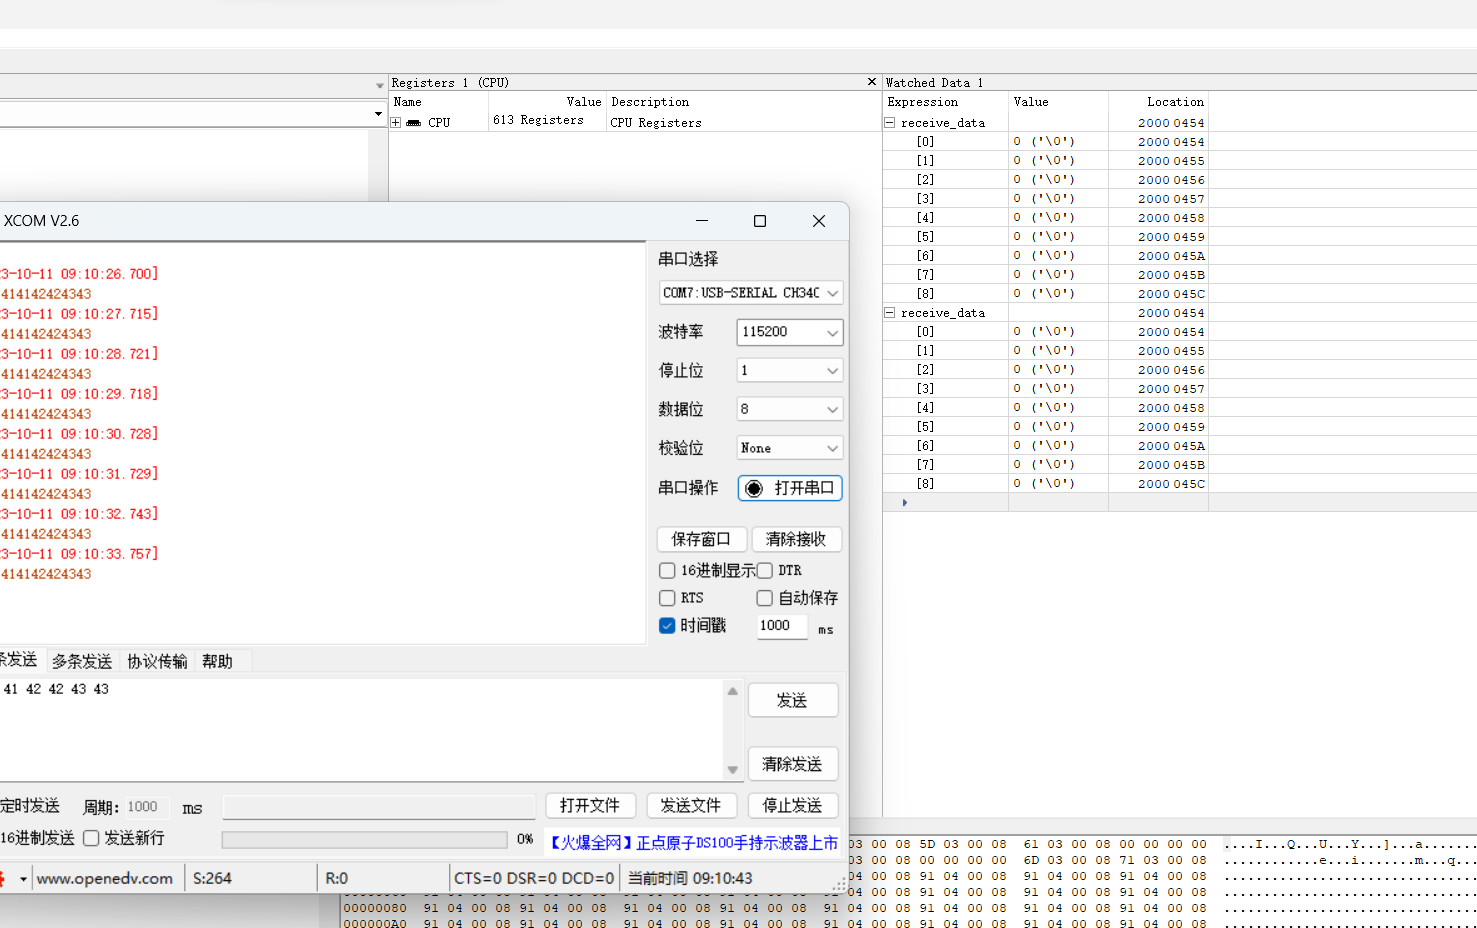 Registers 1 (CPU)
Name Value Description
CPU 613 Registers CPU Registers
Watched Data 1
Expression Value Location
receive_data 2000 0454
[0] 0 ('\0') 2000 0454
[1] 0 ('\0') 2000 0455
[2] 0 ('\0') 2000 0456
[3] 0 ('\0') 2000 0457
[4] 0 ('\0') 2000 0458
[5] 0 ('\0') 2000 0459
[6] 0 ('\0') 2000 045A
[7] 0 ('\0') 2000 045B
[8] 0 ('\0') 2000 045C
receive_data 2000 0454
[0] 0 ('\0') 2000 0454
[1] 0 ('\0') 2000 0455
[2] 0 ('\0') 2000 0456
[3] 0 ('\0') 2000 0457
[4] 0 ('\0') 2000 0458
[5] 0 ('\0') 2000 0459
[6] 0 ('\0') 2000 045A
[7] 0 ('\0') 2000 045B
[8] 0 ('\0') 2000 045C
XCOM V2.6
3-10-11 09:10:26.700]
414142424343
3-10-11 09:10:27.715]
414142424343
3-10-11 09:10:28.721]
414142424343
3-10-11 09:10:29.718]
414142424343
3-10-11 09:10:30.728]
414142424343
3-10-11 09:10:31.729]
414142424343
3-10-11 09:10:32.743]
414142424343
3-10-11 09:10:33.757]
414142424343
串口选择
COM7:USB-SERIAL CH340
波特率 115200
停止位 1
数据位 8
校验位 None
串口操作 打开串口
保存窗口 清除接收
16进制显示 DTR
RTS 自动保存
时间戳 1000 ms
条发送 多条发送 协议传输 帮助
41 42 42 43 43
发送
清除发送
定时发送 周期: 1000 ms 打开文件 发送文件 停止发送
16进制发送 发送新行 0% 【火爆全网】正点原子DS100手持示波器上市
www.openedv.com S:264 R:0 CTS=0 DSR=0 DCD=0 当前时间 09:10:43
03 00 08 5D 03 00 08 61 03 00 08 00 00 00 00 ....I...Q...U...Y...]...a.......
03 00 08 00 00 00 00 6D 03 00 08 71 03 00 08 ............e...i.......m...q...
04 00 08 91 04 00 08 91 04 00 08 91 04 00 08 ................................
04 00 08 91 04 00 08 91 04 00 08 91 04 00 08 ................................
00000080 91 04 00 08 91 04 00 08 91 04 00 08 91 04 00 08 91 04 00 08 91 04 00 08 91 04 00 08 91 04 00 08 ................................
000000A0 91 04 00 08 91 04 00 08 91 04 00 08 91 04 00 08 91 04 00 08 91 04 00 08 91 04 00 08 91 04 00 08 ................................